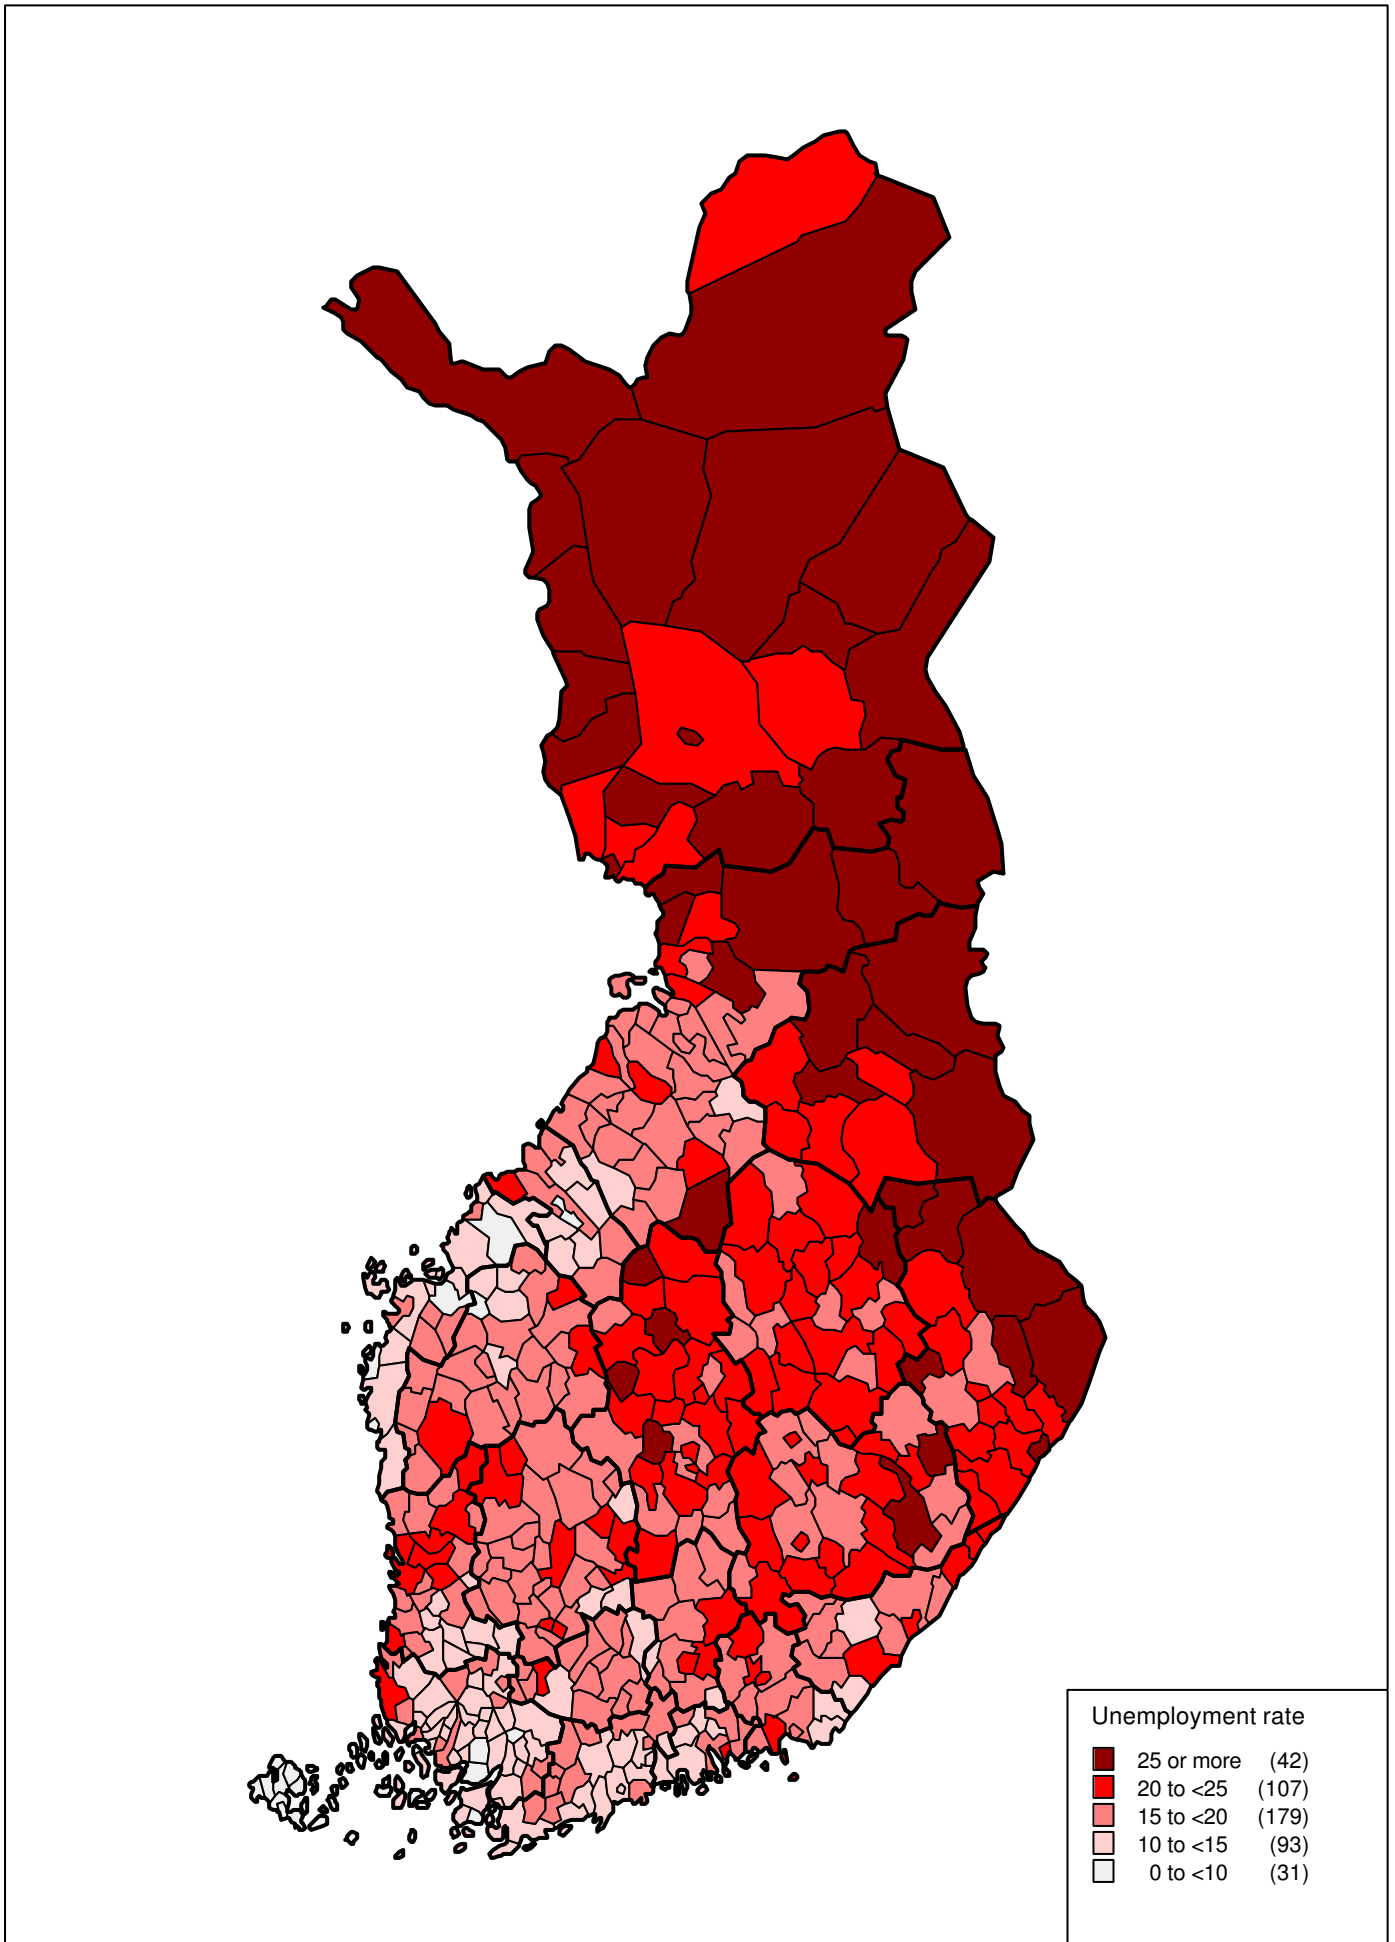 Unemployment rate
25 or more (42)
20 to <25 (107)
15 to <20 (179)
10 to <15 (93)
0 to <10 (31)